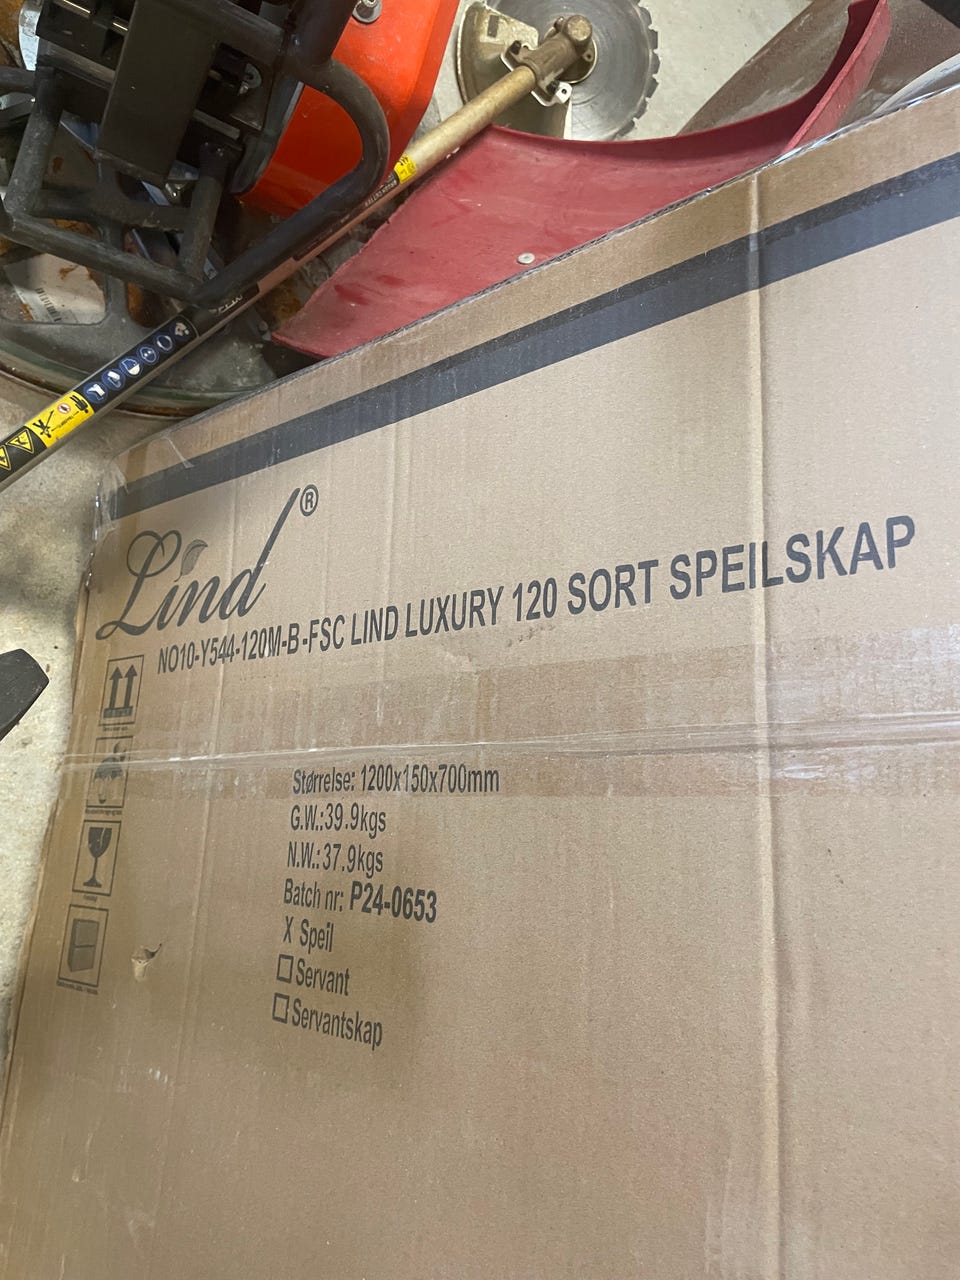 Lind®
NO10-Y544-120M-B-FSC LIND LUXURY 120 SORT SPEILSKAP
Størrelse: 1200x150x700mm
G.W.:39.9kgs
N.W.:37.9kgs
Batch nr: P24-0653
X Speil
Servant
Servantskap